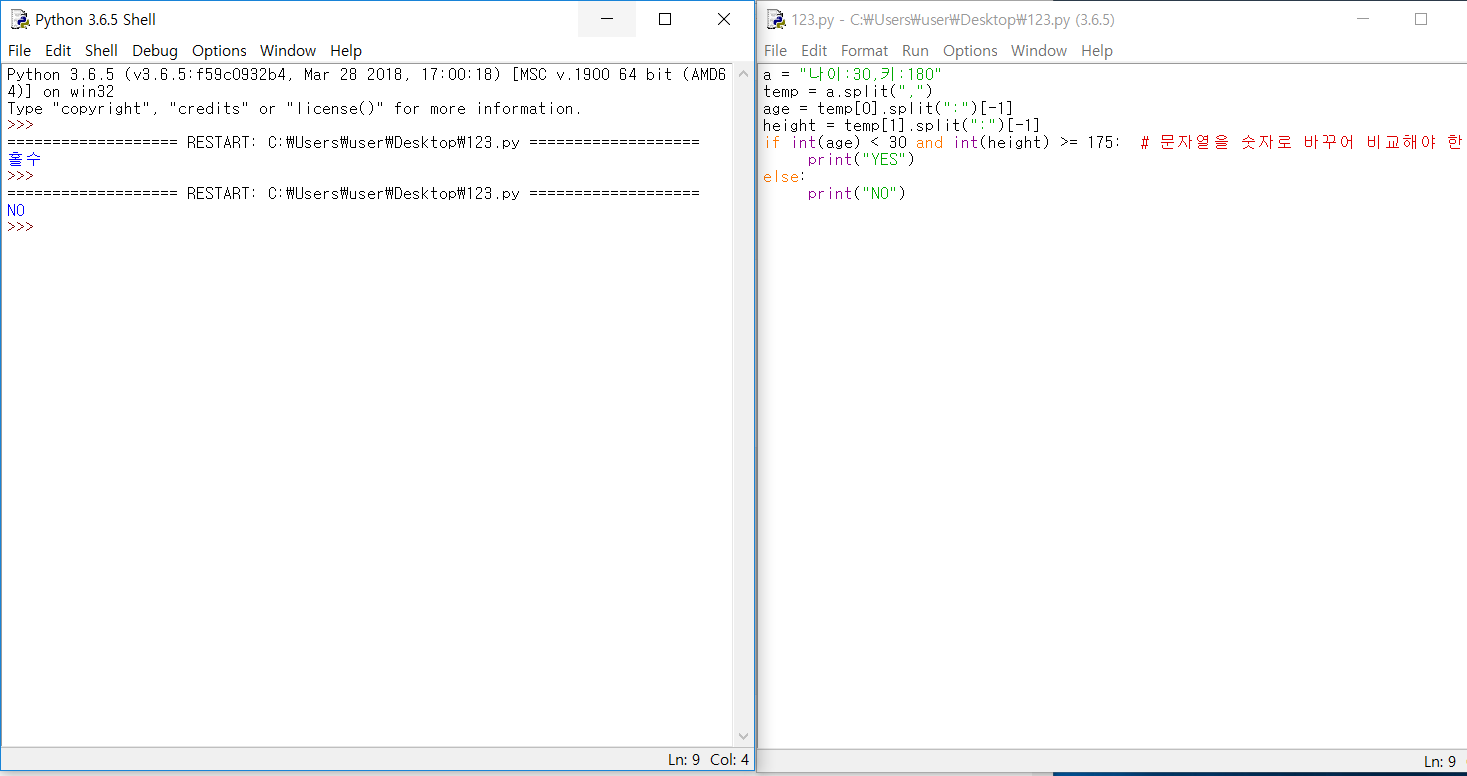 Python 3.6.5 Shell
File Edit Shell Debug Options Window Help
Python 3.6.5 (v3.6.5:f59c0932b4, Mar 28 2018, 17:00:18) [MSC v.1900 64 bit (AMD6
4)] on win32
Type "copyright", "credits" or "license()" for more information.
>>>
=================== RESTART: C:₩Users₩user₩Desktop₩123.py ===================
홀수
>>>
=================== RESTART: C:₩Users₩user₩Desktop₩123.py ===================
NO
>>>
Ln: 9 Col: 4
123.py - C:₩Users₩user₩Desktop₩123.py (3.6.5)
File Edit Format Run Options Window Help
a = "나이:30,키:180"
temp = a.split(",")
age = temp[0].split(":")[-1]
height = temp[1].split(":")[-1]
if int(age) < 30 and int(height) >= 175:  # 문자열을 숫자로 바꾸어 비교해야 한
     print("YES")
else:
     print("NO")
Ln: 9